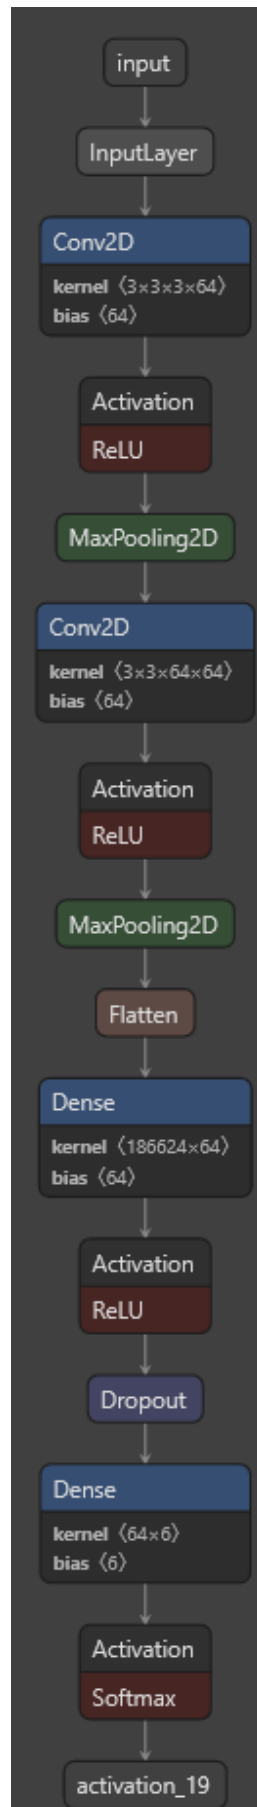 input
InputLayer
Conv2D
kernel 〈3×3×3×64〉
bias 〈64〉
Activation
ReLU
MaxPooling2D
Conv2D
kernel 〈3×3×64×64〉
bias 〈64〉
Activation
ReLU
MaxPooling2D
Flatten
Dense
kernel 〈186624×64〉
bias 〈64〉
Activation
ReLU
Dropout
Dense
kernel 〈64×6〉
bias 〈6〉
Activation
Softmax
activation_19